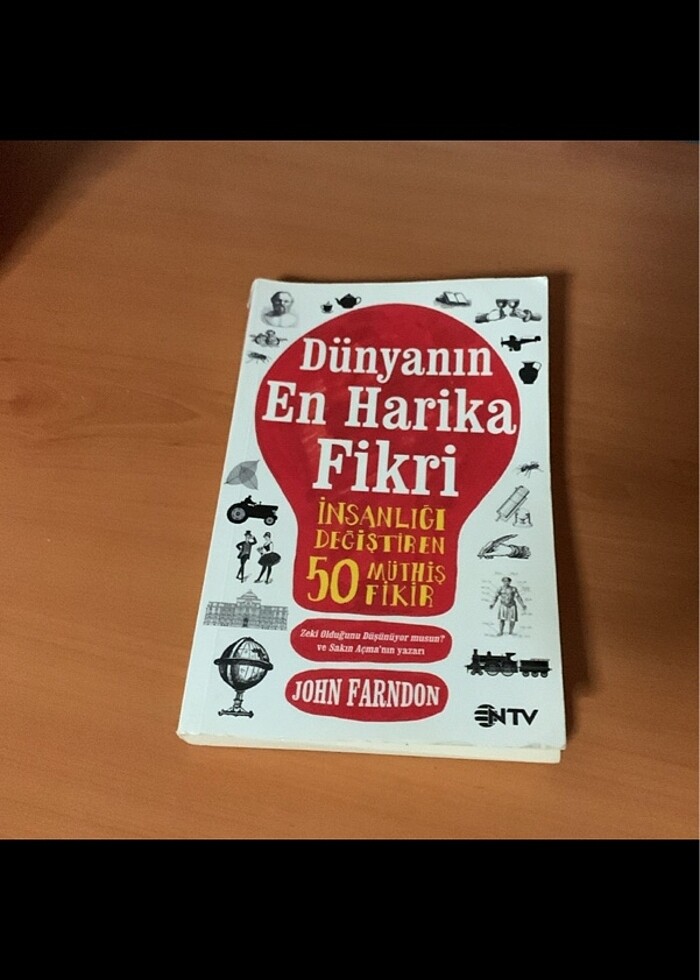 Dünyanın
En Harika
Fikri
İNSANLIĞI
DEĞİŞTİREN
50 MÜTHİŞ
FİKİR
Zeki Olduğunu Düşünüyor musun?
ve Sakın Açma'nın yazarı
JOHN FARNDON
NTV